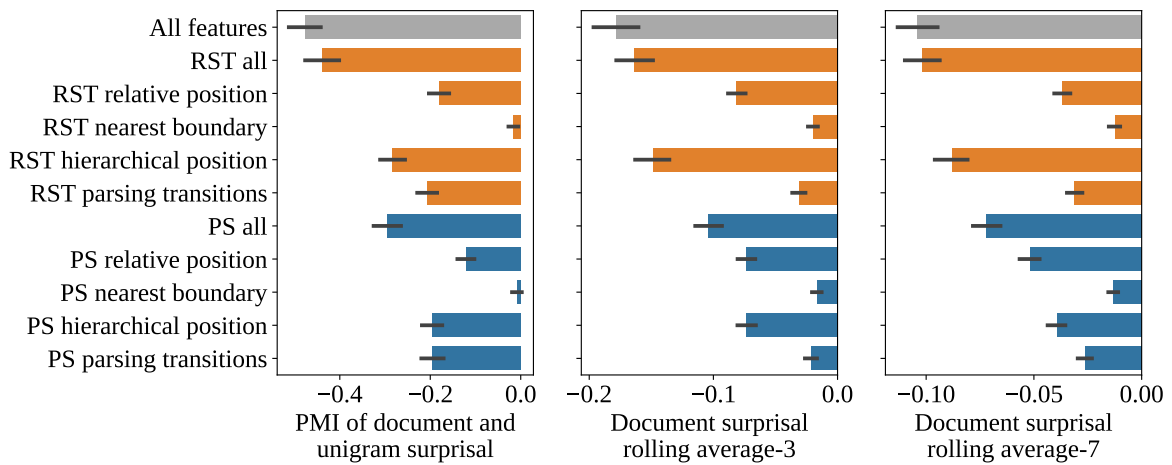 All features
RST all
RST relative position
RST nearest boundary
RST hierarchical position
RST parsing transitions
PS all
PS relative position
PS nearest boundary
PS hierarchical position
PS parsing transitions
−0.4 −0.2 0.0
PMI of document and
unigram surprisal
−0.2 −0.1 0.0
Document surprisal
rolling average-3
−0.10 −0.05 0.00
Document surprisal
rolling average-7